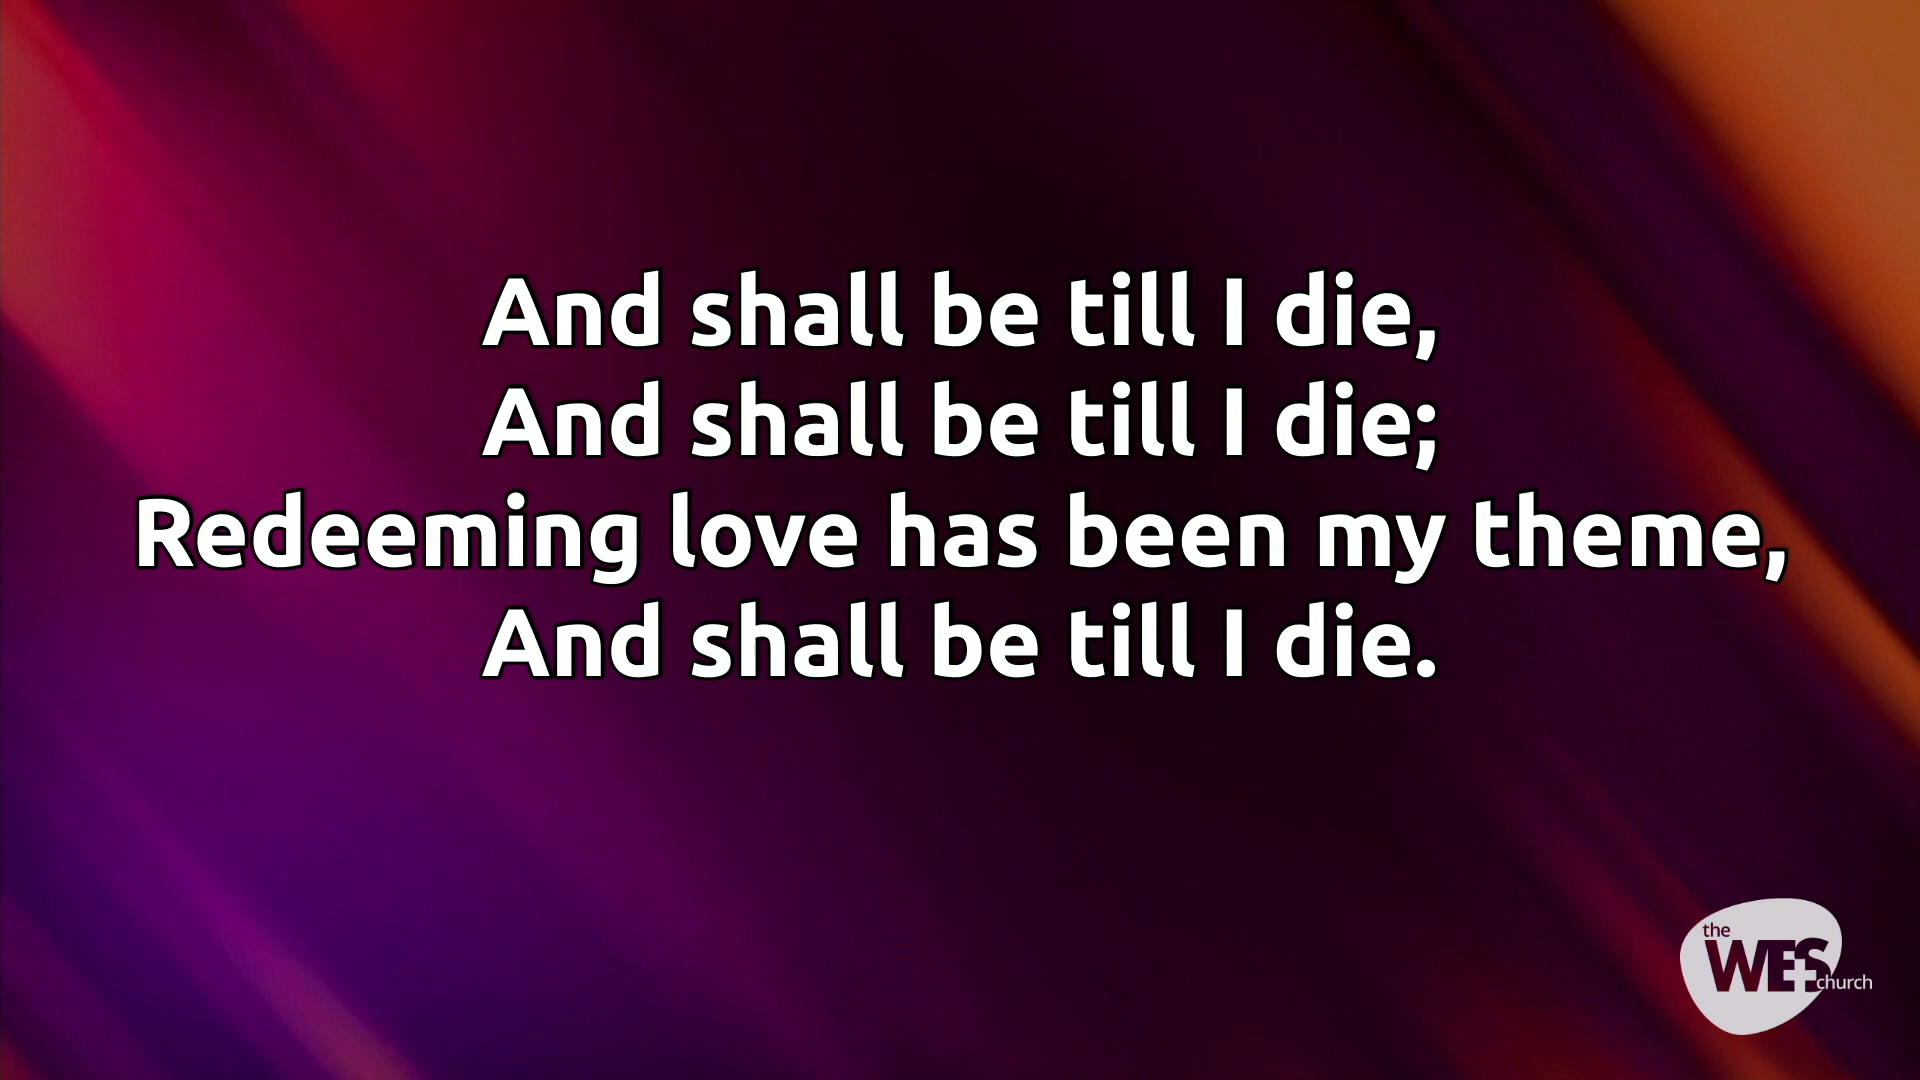 And shall be till I die,
And shall be till I die;
Redeeming love has been my theme,
And shall be till I die.
the
WES
church